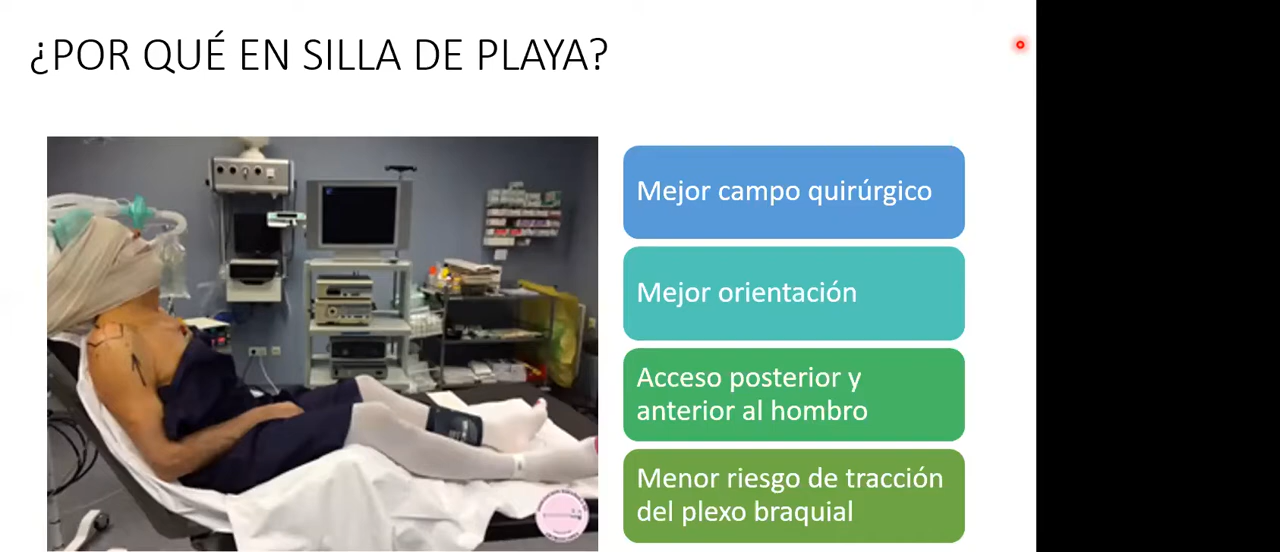 ¿POR QUÉ EN SILLA DE PLAYA?
Mejor campo quirúrgico
Mejor orientación
Acceso posterior y
anterior al hombro
Menor riesgo de tracción
del plexo braquial